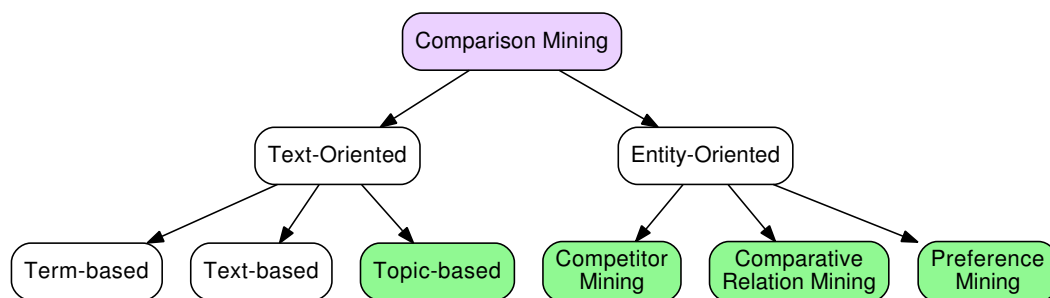 Comparison Mining
Text-Oriented
Entity-Oriented
Term-based
Text-based
Topic-based
Competitor
Mining
Comparative
Relation Mining
Preference
Mining